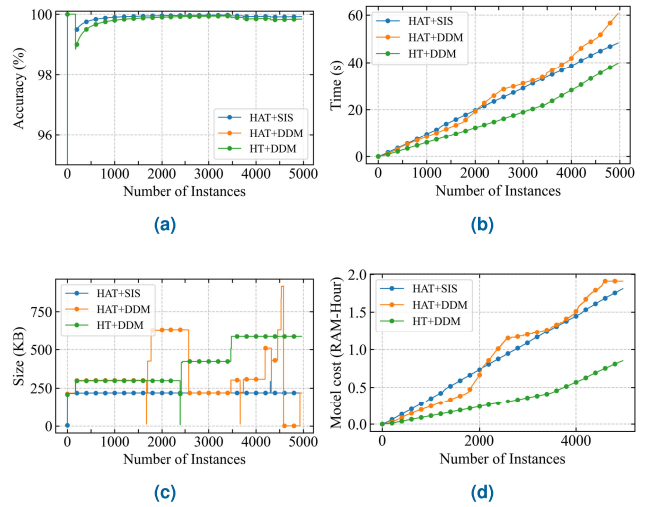 100
98
96
Accuracy (%)
HAT+SIS
HAT+DDM
HT+DDM
0 1000 2000 3000 4000 5000
Number of Instances
(a)
60
40
20
0
Time (s)
HAT+SIS
HAT+DDM
HT+DDM
0 1000 2000 3000 4000 5000
Number of Instances
(b)
750
500
250
0
Size (KB)
HAT+SIS
HAT+DDM
HT+DDM
0 1000 2000 3000 4000 5000
Number of Instances
(c)
2.0
1.5
1.0
0.5
0.0
Model cost (RAM-Hour)
HAT+SIS
HAT+DDM
HT+DDM
0 2000 4000
Number of Instances
(d)